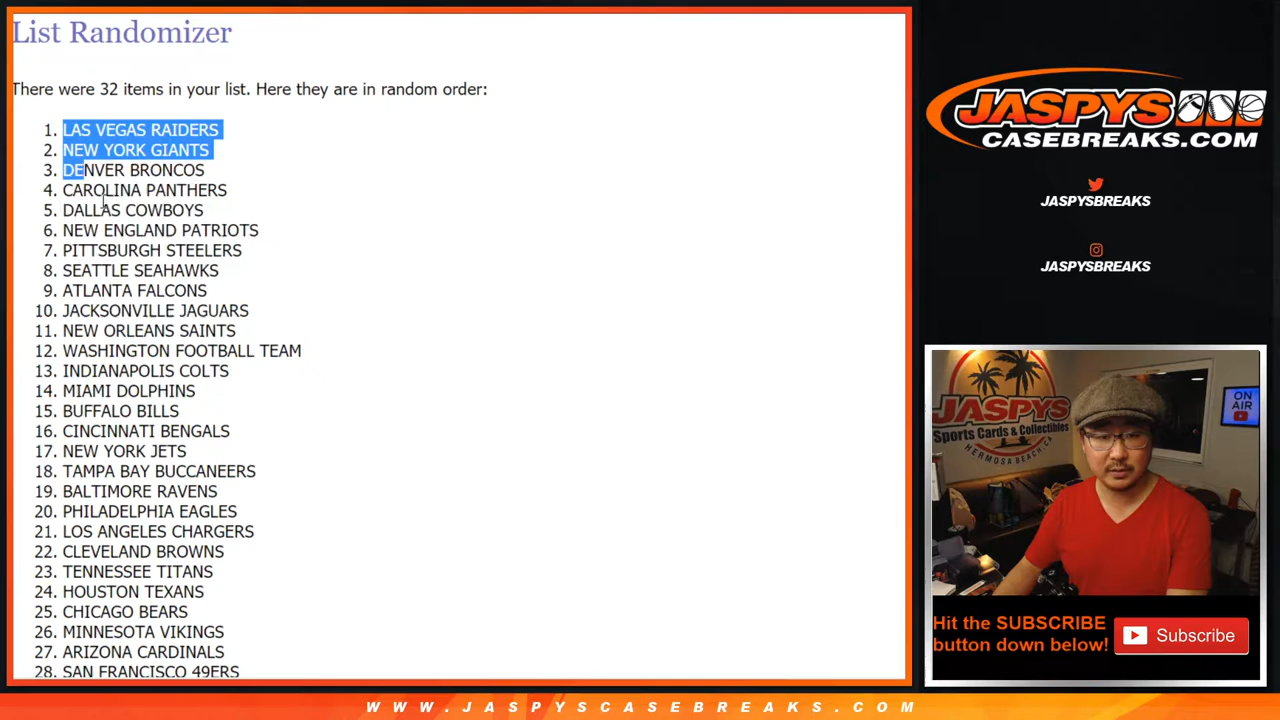 List Randomizer
There were 32 items in your list. Here they are in random order:
1. LAS VEGAS RAIDERS
2. NEW YORK GIANTS
3. DENVER BRONCOS
4. CAROLINA PANTHERS
5. DALLAS COWBOYS
6. NEW ENGLAND PATRIOTS
7. PITTSBURGH STEELERS
8. SEATTLE SEAHAWKS
9. ATLANTA FALCONS
10. JACKSONVILLE JAGUARS
11. NEW ORLEANS SAINTS
12. WASHINGTON FOOTBALL TEAM
13. INDIANAPOLIS COLTS
14. MIAMI DOLPHINS
15. BUFFALO BILLS
16. CINCINNATI BENGALS
17. NEW YORK JETS
18. TAMPA BAY BUCCANEERS
19. BALTIMORE RAVENS
20. PHILADELPHIA EAGLES
21. LOS ANGELES CHARGERS
22. CLEVELAND BROWNS
23. TENNESSEE TITANS
24. HOUSTON TEXANS
25. CHICAGO BEARS
26. MINNESOTA VIKINGS
27. ARIZONA CARDINALS
28. SAN FRANCISCO 49ERS
JASPYS
CASEBREAKS.COM
JASPYSBREAKS
JASPYSBREAKS
JASPYS
Sports Cards & Collectibles
HERMOSA BEACH, CA
ON
AIR
Hit the SUBSCRIBE
button down below!
Subscribe
WWW.JASPYSCASEBREAKS.COM